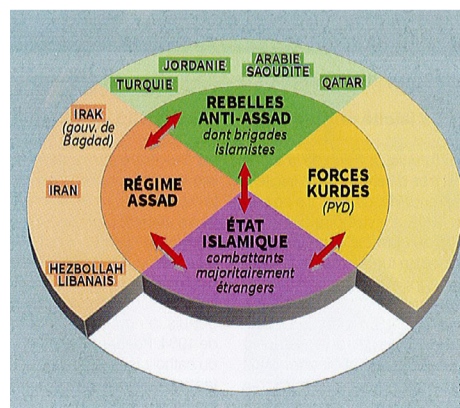 JORDANIE
ARABIE
SAOUDITE
TURQUIE
QATAR
IRAK
(gouv. de
Bagdad)
IRAN
HEZBOLLAH
LIBANAIS
REBELLES
ANTI-ASSAD
dont brigades
islamistes
RÉGIME
ASSAD
FORCES
KURDES
(PYD)
ÉTAT
ISLAMIQUE
combattants
majoritairement
étrangers